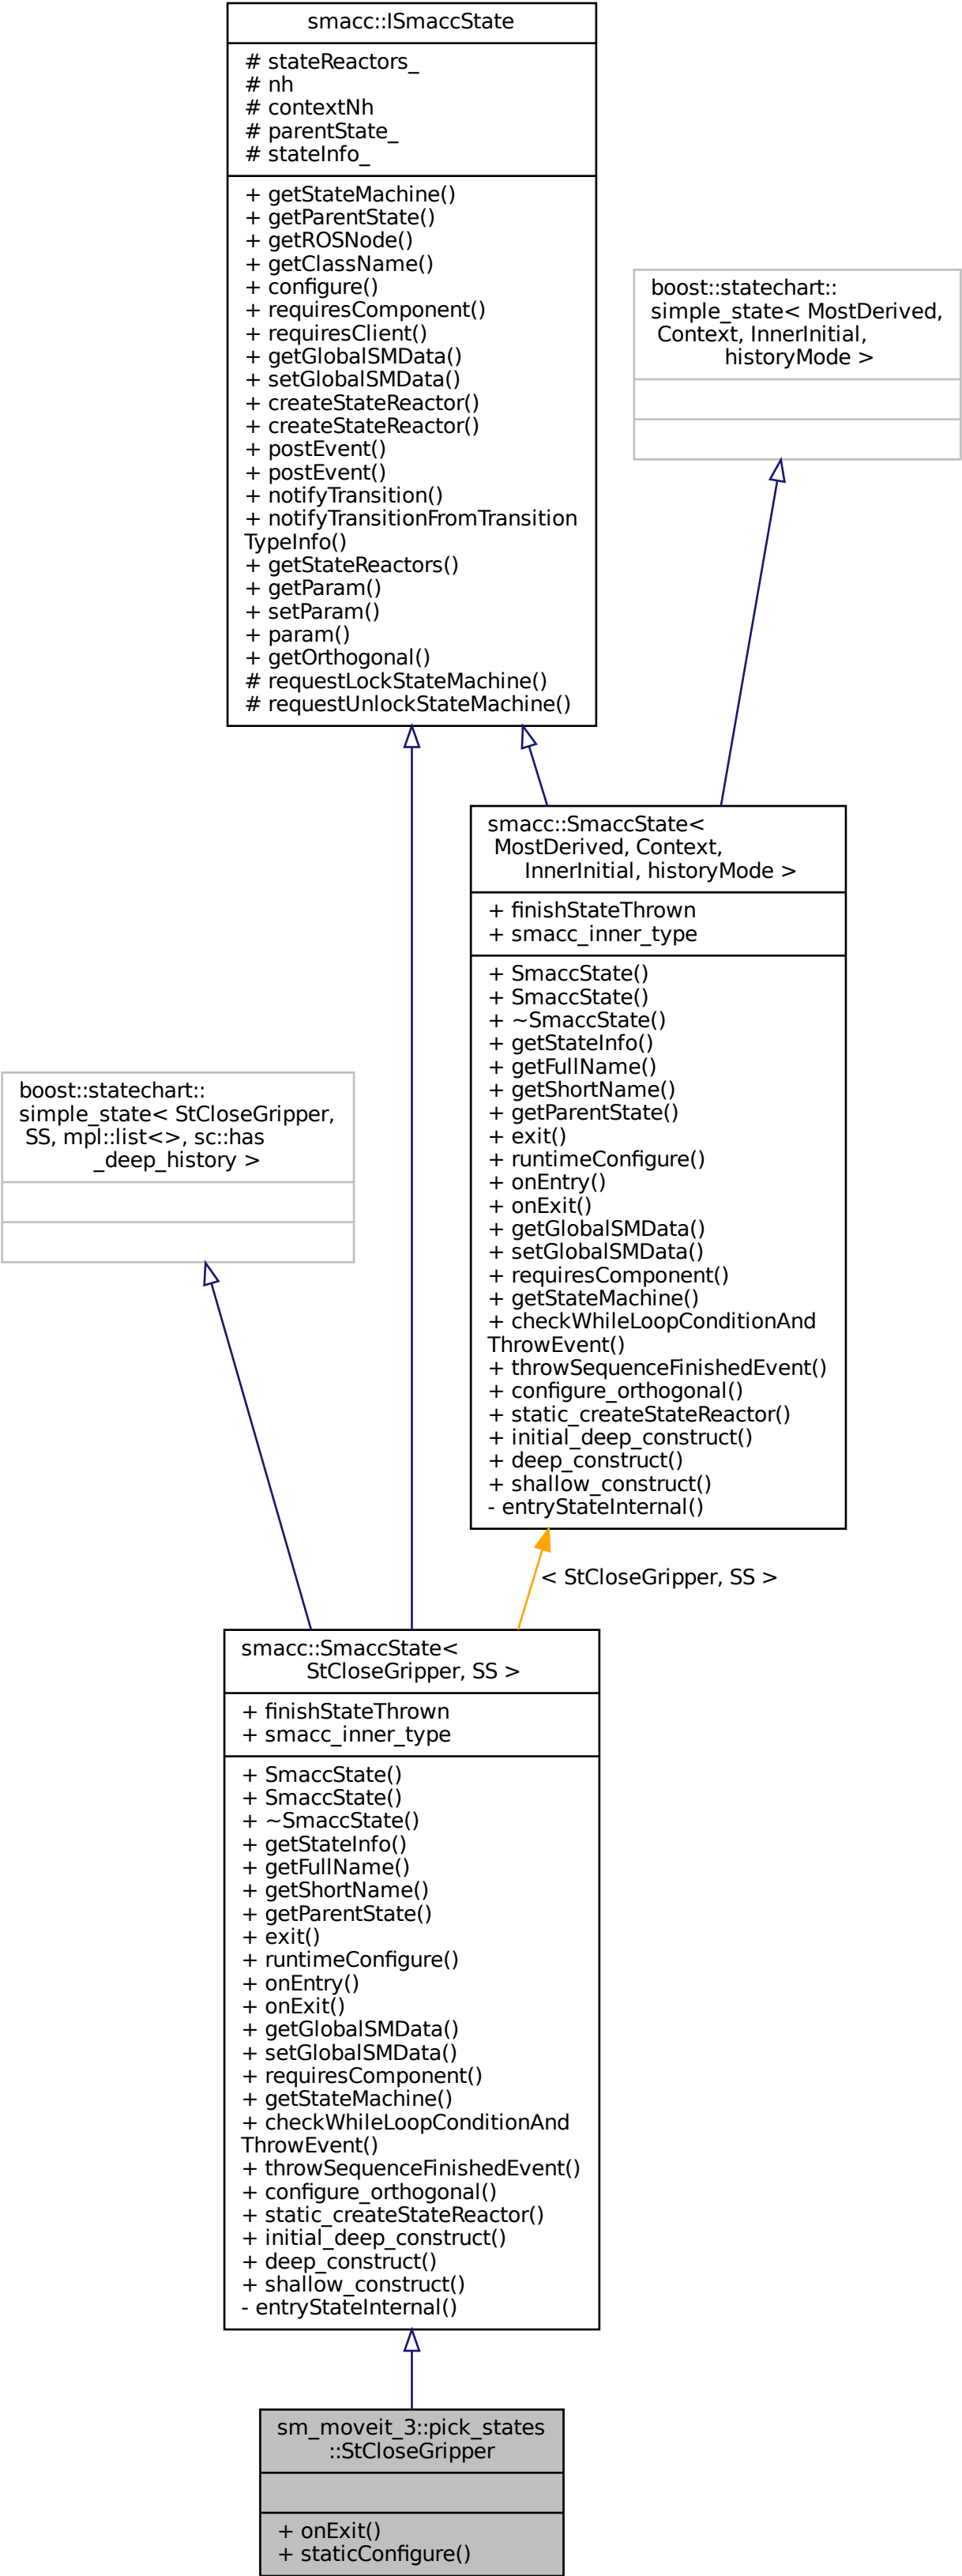 smacc::ISmaccState
# stateReactors_
# nh
# contextNh
# parentState_
# stateInfo_
+ getStateMachine()
+ getParentState()
+ getROSNode()
+ getClassName()
+ configure()
+ requiresComponent()
+ requiresClient()
+ getGlobalSMData()
+ setGlobalSMData()
+ createStateReactor()
+ createStateReactor()
+ postEvent()
+ postEvent()
+ notifyTransition()
+ notifyTransitionFromTransition
TypeInfo()
+ getStateReactors()
+ getParam()
+ setParam()
+ param()
+ getOrthogonal()
# requestLockStateMachine()
# requestUnlockStateMachine()
boost::statechart::
simple_state< MostDerived,
Context, InnerInitial,
historyMode >
smacc::SmaccState<
MostDerived, Context,
InnerInitial, historyMode >
+ finishStateThrown
+ smacc_inner_type
+ SmaccState()
+ SmaccState()
+ ~SmaccState()
+ getStateInfo()
+ getFullName()
+ getShortName()
+ getParentState()
+ exit()
+ runtimeConfigure()
+ onEntry()
+ onExit()
+ getGlobalSMData()
+ setGlobalSMData()
+ requiresComponent()
+ getStateMachine()
+ checkWhileLoopConditionAnd
ThrowEvent()
+ throwSequenceFinishedEvent()
+ configure_orthogonal()
+ static_createStateReactor()
+ initial_deep_construct()
+ deep_construct()
+ shallow_construct()
- entryStateInternal()
boost::statechart::
simple_state< StCloseGripper,
SS, mpl::list<>, sc::has
_deep_history >
< StCloseGripper, SS >
smacc::SmaccState<
StCloseGripper, SS >
+ finishStateThrown
+ smacc_inner_type
+ SmaccState()
+ SmaccState()
+ ~SmaccState()
+ getStateInfo()
+ getFullName()
+ getShortName()
+ getParentState()
+ exit()
+ runtimeConfigure()
+ onEntry()
+ onExit()
+ getGlobalSMData()
+ setGlobalSMData()
+ requiresComponent()
+ getStateMachine()
+ checkWhileLoopConditionAnd
ThrowEvent()
+ throwSequenceFinishedEvent()
+ configure_orthogonal()
+ static_createStateReactor()
+ initial_deep_construct()
+ deep_construct()
+ shallow_construct()
- entryStateInternal()
sm_moveit_3::pick_states
::StCloseGripper
+ onExit()
+ staticConfigure()